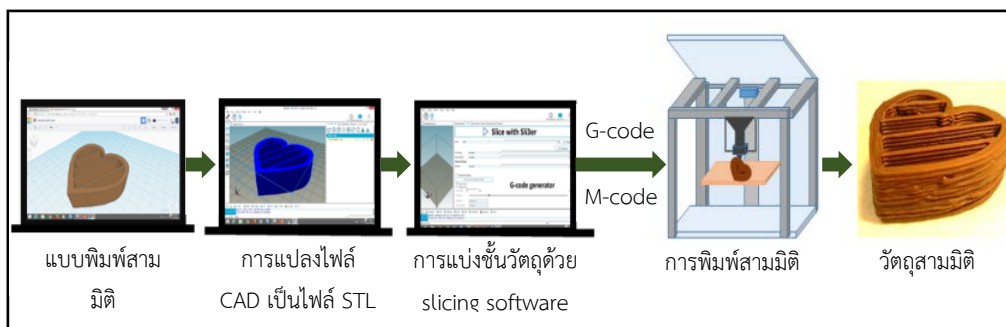 Slice with Sli3er
G-code generator
G-code
M-code
แบบพิมพ์สาม
มิติ
การแปลงไฟล์
CAD เป็นไฟล์ STL
การแบ่งชั้นวัตถุด้วย
slicing software
การพิมพ์สามมิติ
วัตถุสามมิติ